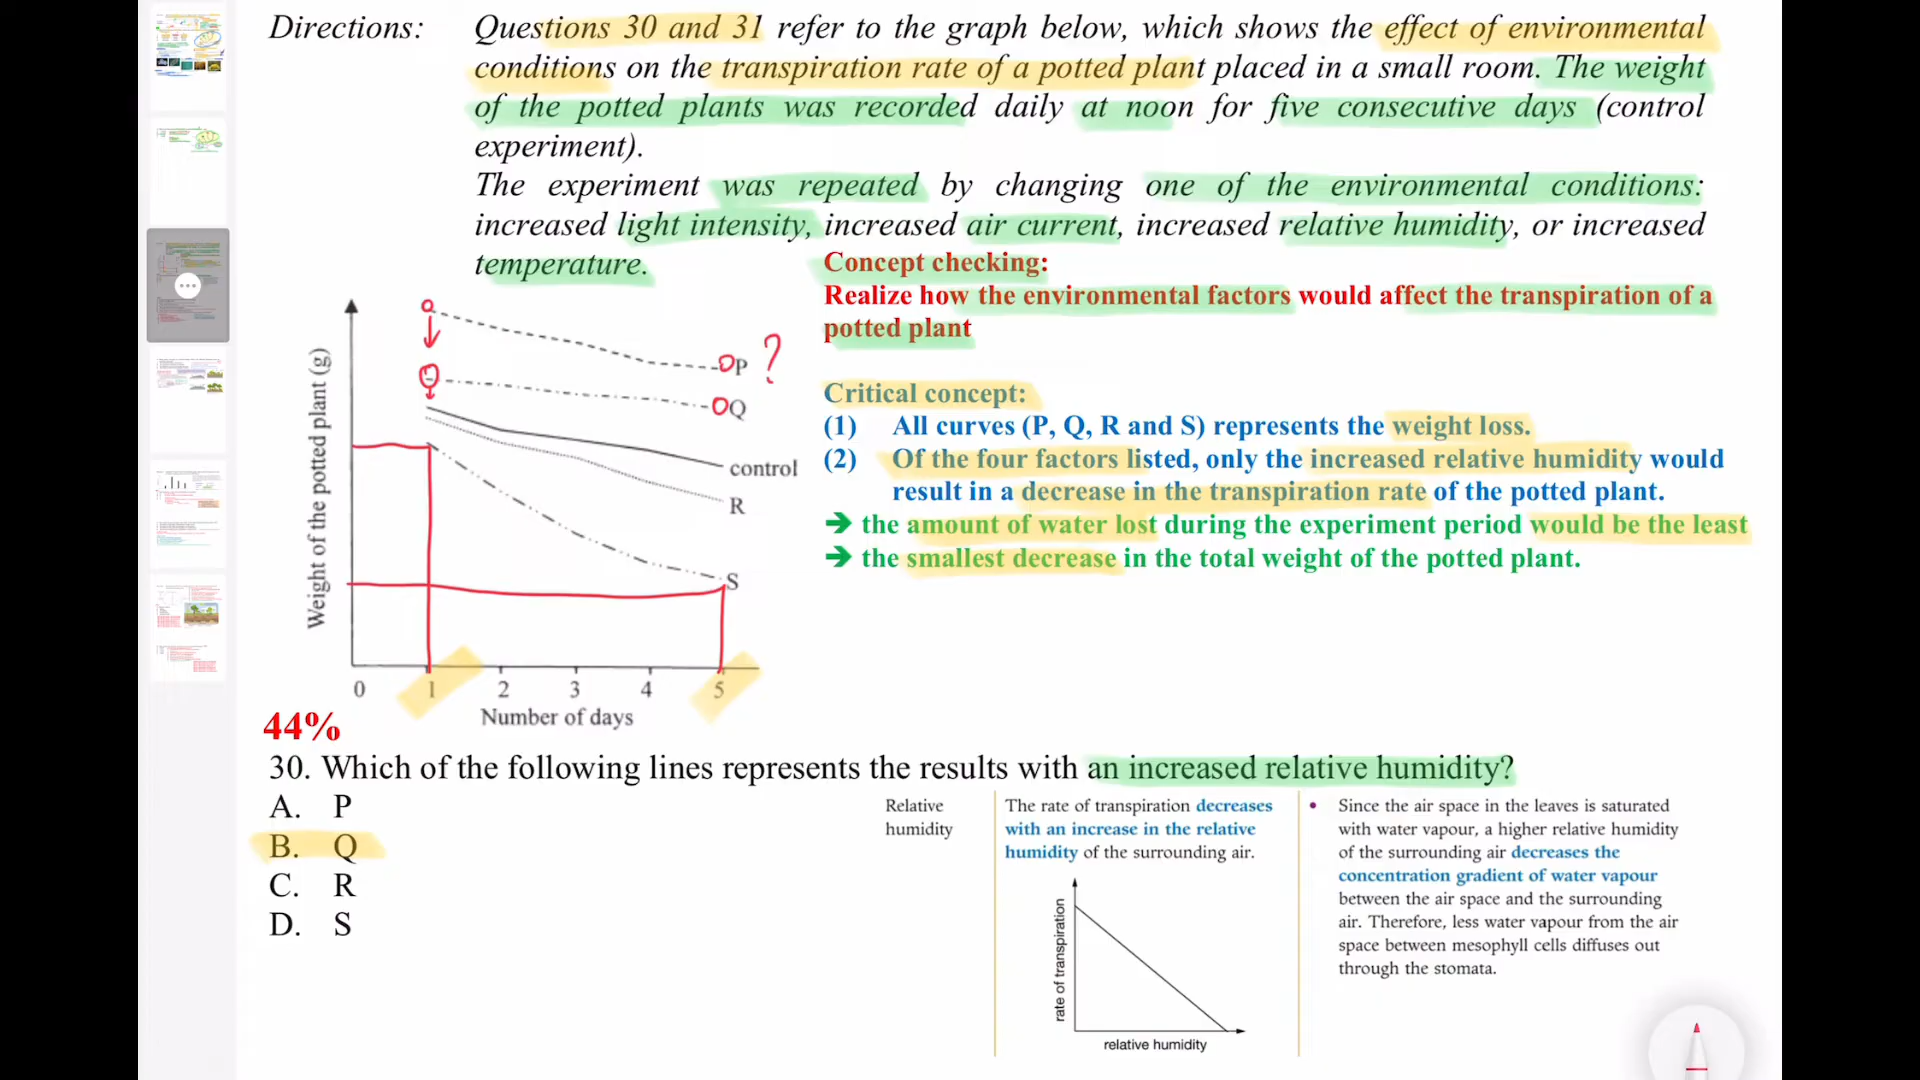 Directions: Questions 30 and 31 refer to the graph below, which shows the effect of environmental
conditions on the transpiration rate of a potted plant placed in a small room. The weight
of the potted plants was recorded daily at noon for five consecutive days (control
experiment).
The experiment was repeated by changing one of the environmental conditions:
increased light intensity, increased air current, increased relative humidity, or increased
temperature.
Concept checking:
Realize how the environmental factors would affect the transpiration of a
potted plant
Critical concept:
(1) All curves (P, Q, R and S) represents the weight loss.
(2) Of the four factors listed, only the increased relative humidity would
result in a decrease in the transpiration rate of the potted plant.
➔ the amount of water lost during the experiment period would be the least
➔ the smallest decrease in the total weight of the potted plant.
Weight of the potted plant (g)
P ?
Q
control
R
S
0 1 2 3 4 5
Number of days
44%
30. Which of the following lines represents the results with an increased relative humidity?
A. P
B. Q
C. R
D. S
Relative
humidity
The rate of transpiration decreases
with an increase in the relative
humidity of the surrounding air.
rate of transpiration
relative humidity
• Since the air space in the leaves is saturated
with water vapour, a higher relative humidity
of the surrounding air decreases the
concentration gradient of water vapour
between the air space and the surrounding
air. Therefore, less water vapour from the air
space between mesophyll cells diffuses out
through the stomata.